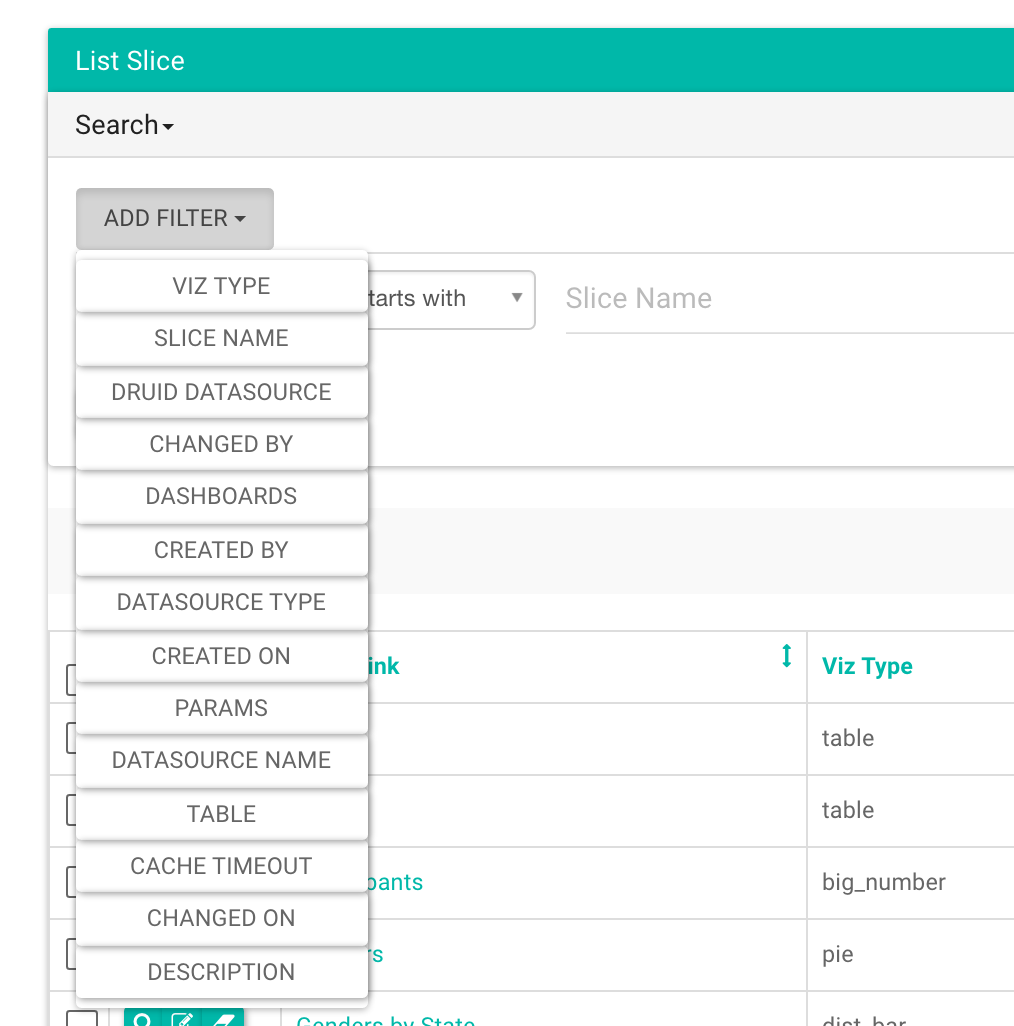 List Slice
Search
ADD FILTER
VIZ TYPE
tarts with
Slice Name
SLICE NAME
DRUID DATASOURCE
CHANGED BY
DASHBOARDS
CREATED BY
DATASOURCE TYPE
CREATED ON
ink
Viz Type
PARAMS
table
DATASOURCE NAME
TABLE
table
CACHE TIMEOUT
pants
big_number
CHANGED ON
rs
pie
DESCRIPTION
Genders by State
dist_bar